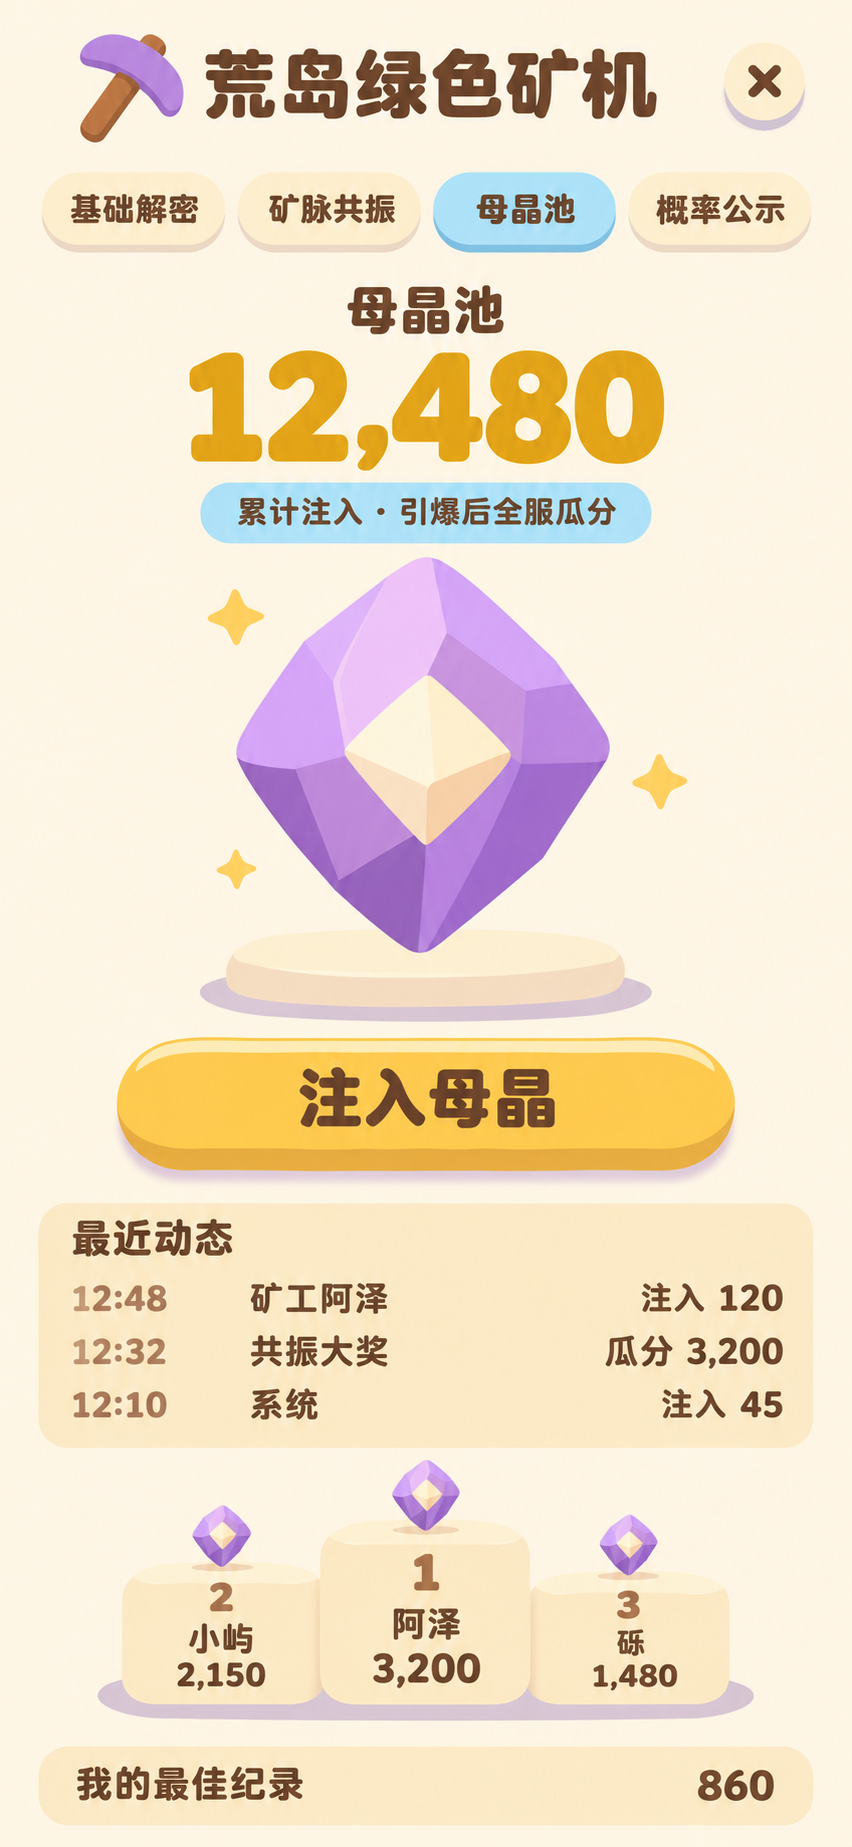 荒岛绿色矿机
基础解密 矿脉共振 母晶池 概率公示
母晶池
12,480
累计注入·引爆后全服瓜分
注入母晶
最近动态
12:48 矿工阿泽 注入 120
12:32 共振大奖 瓜分 3,200
12:10 系统 注入 45
1
阿泽
3,200
2
小屿
2,150
3
砾
1,480
我的最佳纪录 860